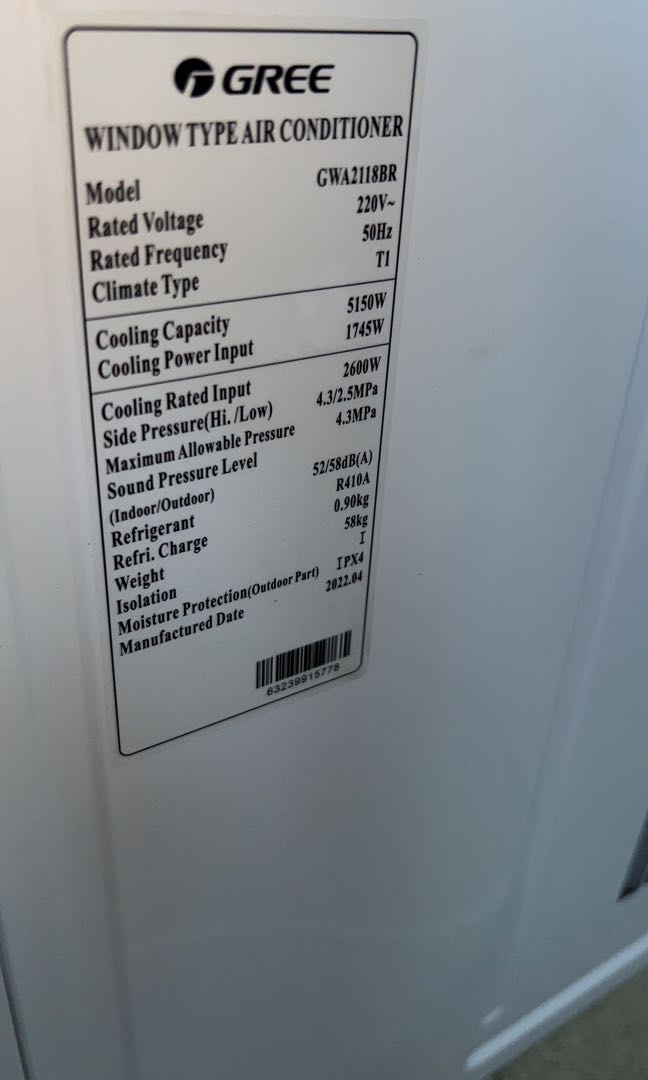 GREE
WINDOW TYPE AIR CONDITIONER
Model GWA2118BR
Rated Voltage 220V~
Rated Frequency 50Hz
Climate Type T1
Cooling Capacity 5150W
Cooling Power Input 1745W
Cooling Rated Input 2600W
Side Pressure(Hi. /Low) 4.3/2.5MPa
Maximum Allowable Pressure 4.3MPa
Sound Pressure Level
(Indoor/Outdoor) 52/58dB(A)
Refrigerant R410A
Refri. Charge 0.90kg
Weight 58kg
Isolation I
Moisture Protection(Outdoor Part) IPX4
Manufactured Date 2022.04
63239915778